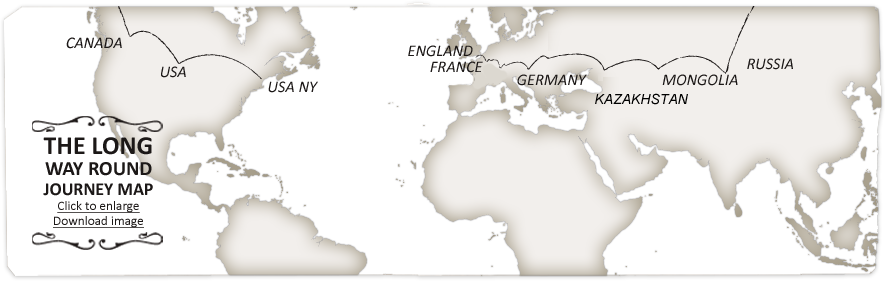 CANADA
USA
USA NY
ENGLAND
FRANCE
GERMANY
KAZAKHSTAN
MONGOLIA
RUSSIA
THE LONG
WAY ROUND
JOURNEY MAP
Click to enlarge
Download image